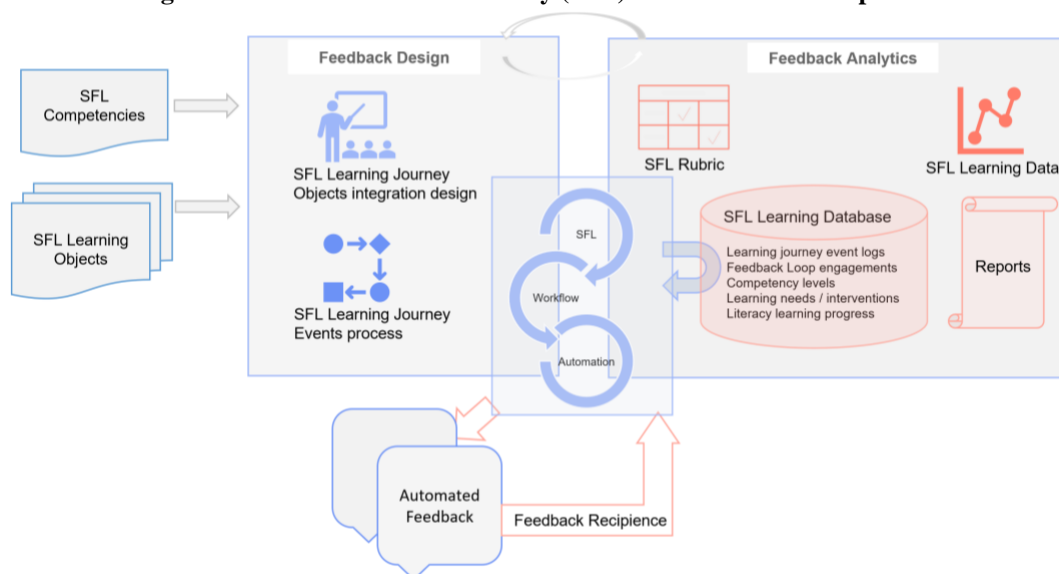 Feedback Design
Feedback Analytics
SFL
Competencies
SFL Learning
Objects
SFL Learning Journey
Objects integration design
SFL Learning Journey
Events process
SFL
Workflow
Automation
SFL Rubric
SFL Learning Data
SFL Learning Database
Learning journey event logs
Feedback Loop engagements
Competency levels
Learning needs / interventions
Literacy learning progress
Reports
Automated
Feedback
Feedback Recipience